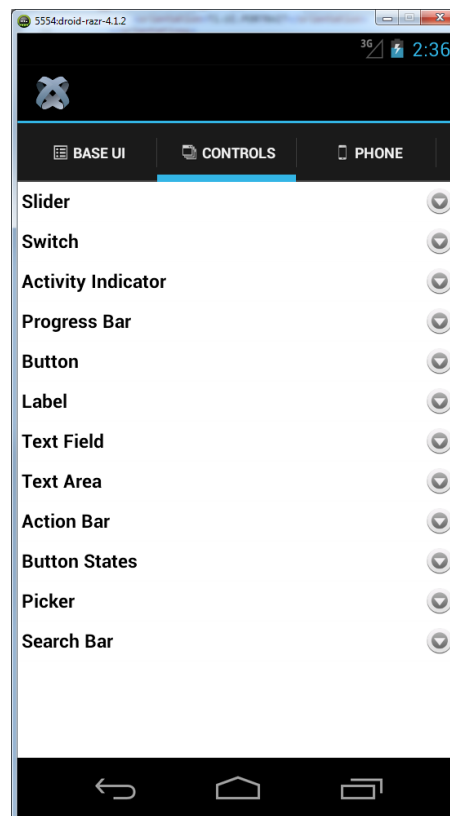 5554:droid-razr-4.1.2
3G 2:36
BASE UI CONTROLS PHONE
Slider
Switch
Activity Indicator
Progress Bar
Button
Label
Text Field
Text Area
Action Bar
Button States
Picker
Search Bar